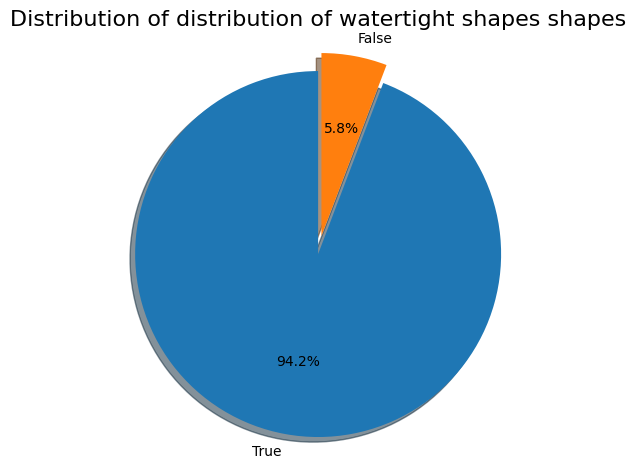 Distribution of distribution of watertight shapes shapes
False
5.8%
94.2%
True